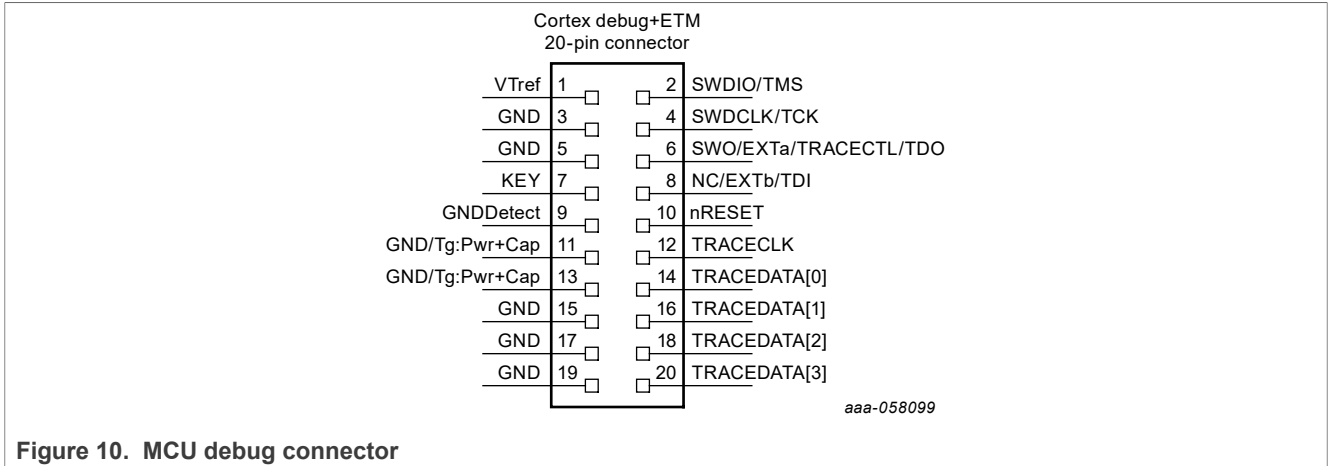 Cortex debug+ETM
20-pin connector
VTref 1 2 SWDIO/TMS
GND 3 4 SWDCLK/TCK
GND 5 6 SWO/EXTa/TRACECTL/TDO
KEY 7 8 NC/EXTb/TDI
GNDDetect 9 10 nRESET
GND/Tg:Pwr+Cap 11 12 TRACECLK
GND/Tg:Pwr+Cap 13 14 TRACEDATA[0]
GND 15 16 TRACEDATA[1]
GND 17 18 TRACEDATA[2]
GND 19 20 TRACEDATA[3]
aaa-058099
Figure 10. MCU debug connector